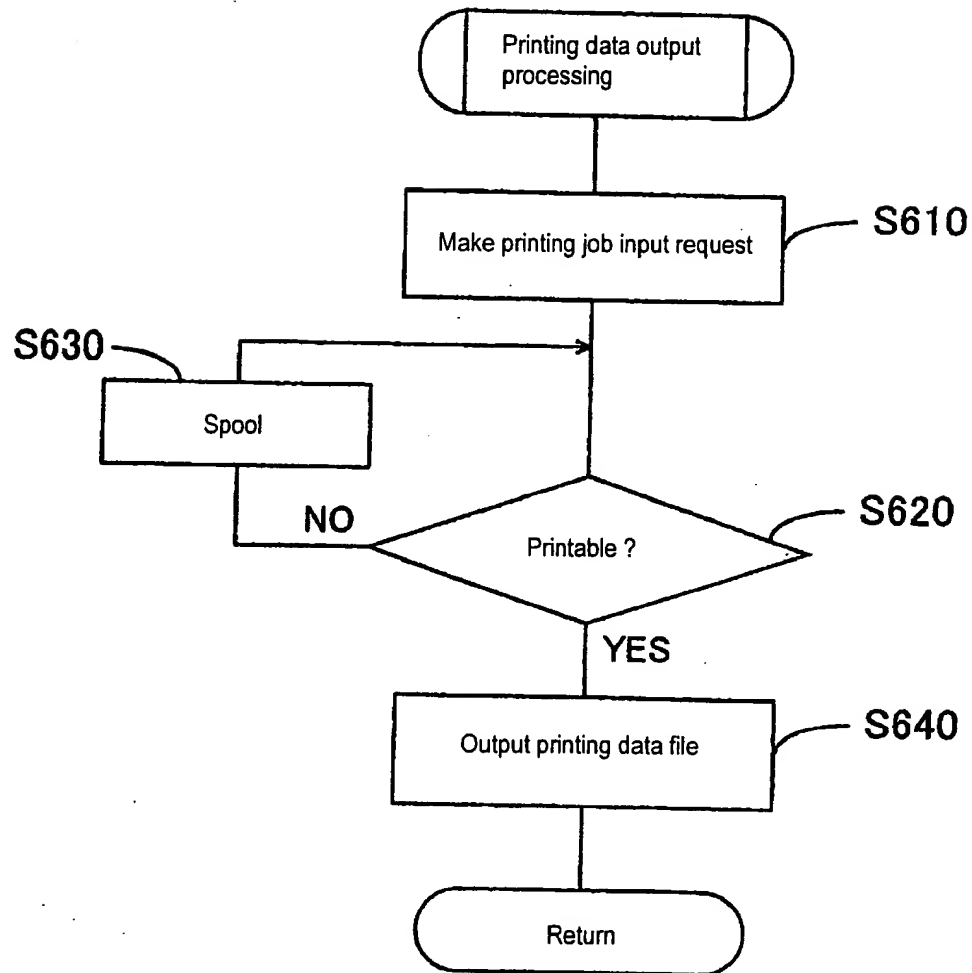 Printing data output
processing
Make printing job input request
S610
S630
Spool
NO
Printable ?
S620
YES
Output printing data file
S640
Return